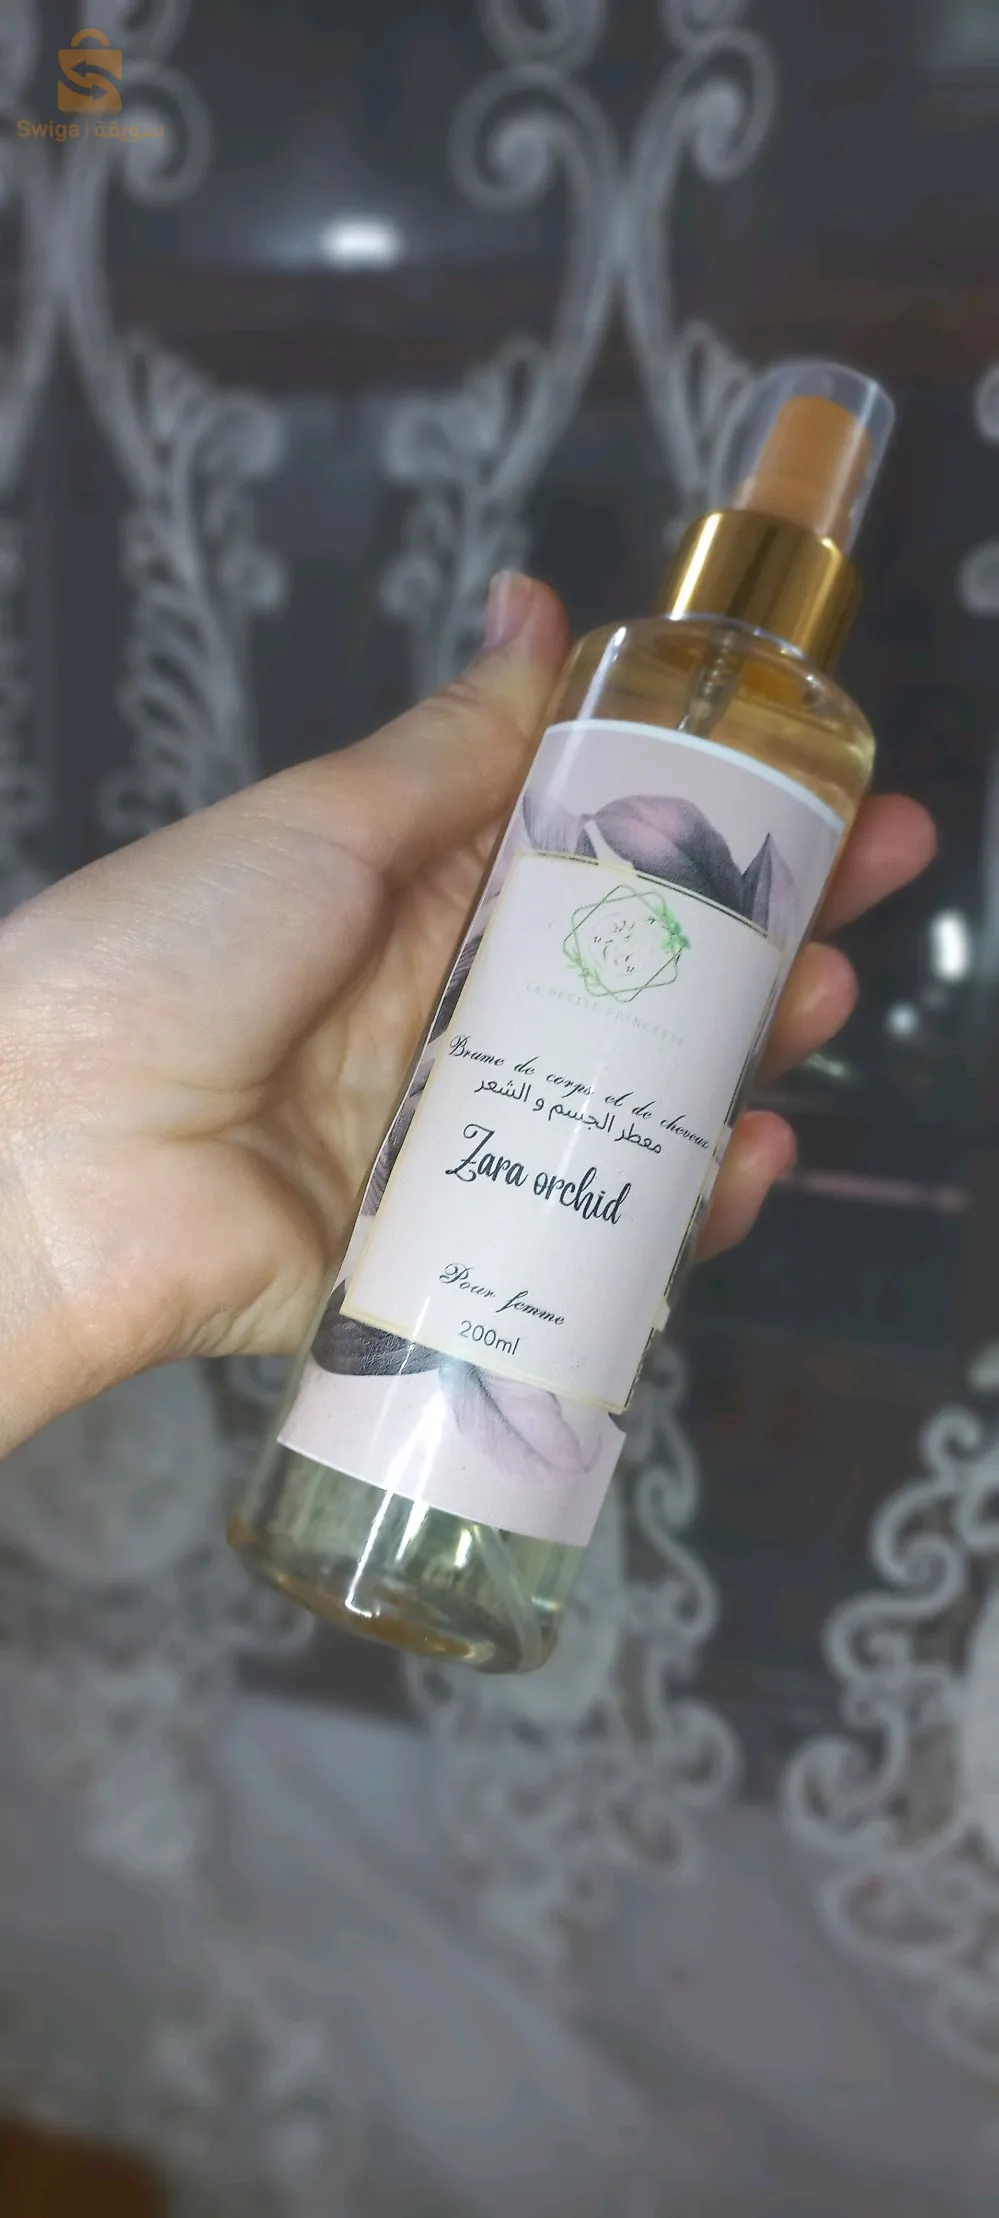 Swiga | سويقة
LA PETITE PRINCESSE
Brume de corps et de cheveux
معطر الجسم و الشعر
Zara orchid
Pour femme
200ml